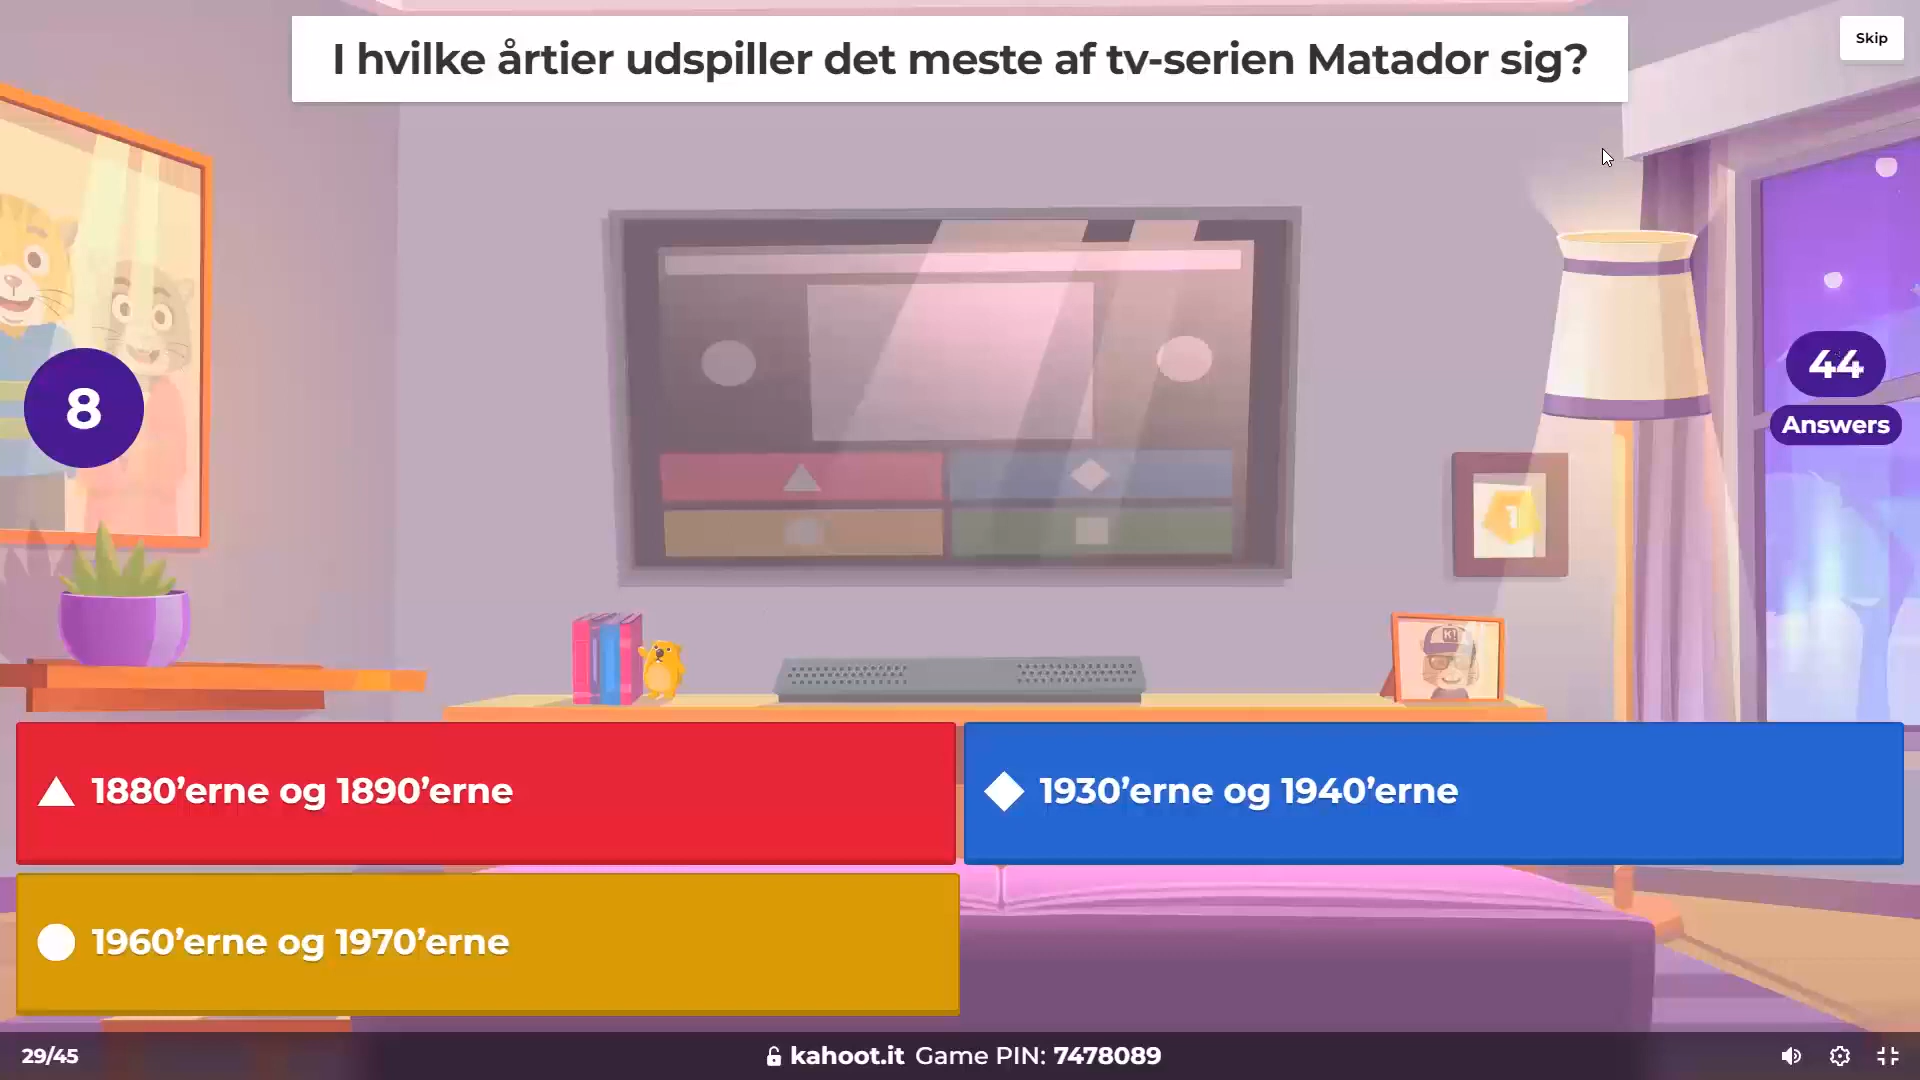 I hvilke årtier udspiller det meste af tv-serien Matador sig?
Skip
8
44
Answers
K!
1
1880’erne og 1890’erne
1930’erne og 1940’erne
1960’erne og 1970’erne
29/45
kahoot.it Game PIN: 7478089